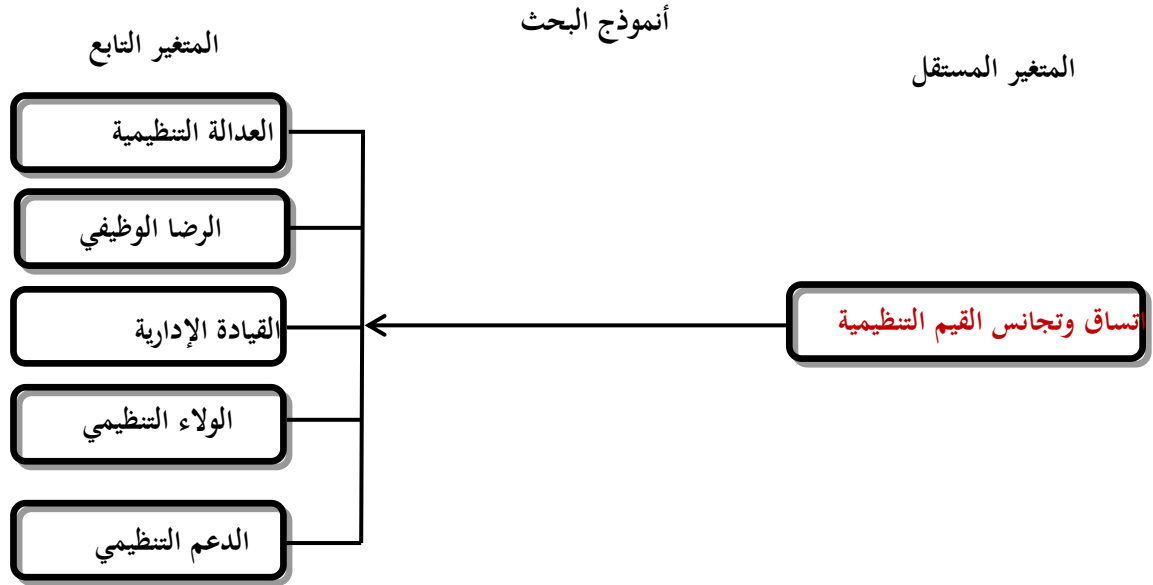 أنموذج البحث
المتغير المستقل
المتغير التابع
اتساق وتجانس القيم التنظيمية
العدالة التنظيمية
الرضا الوظيفي
القيادة الإدارية
الولاء التنظيمي
الدعم التنظيمي